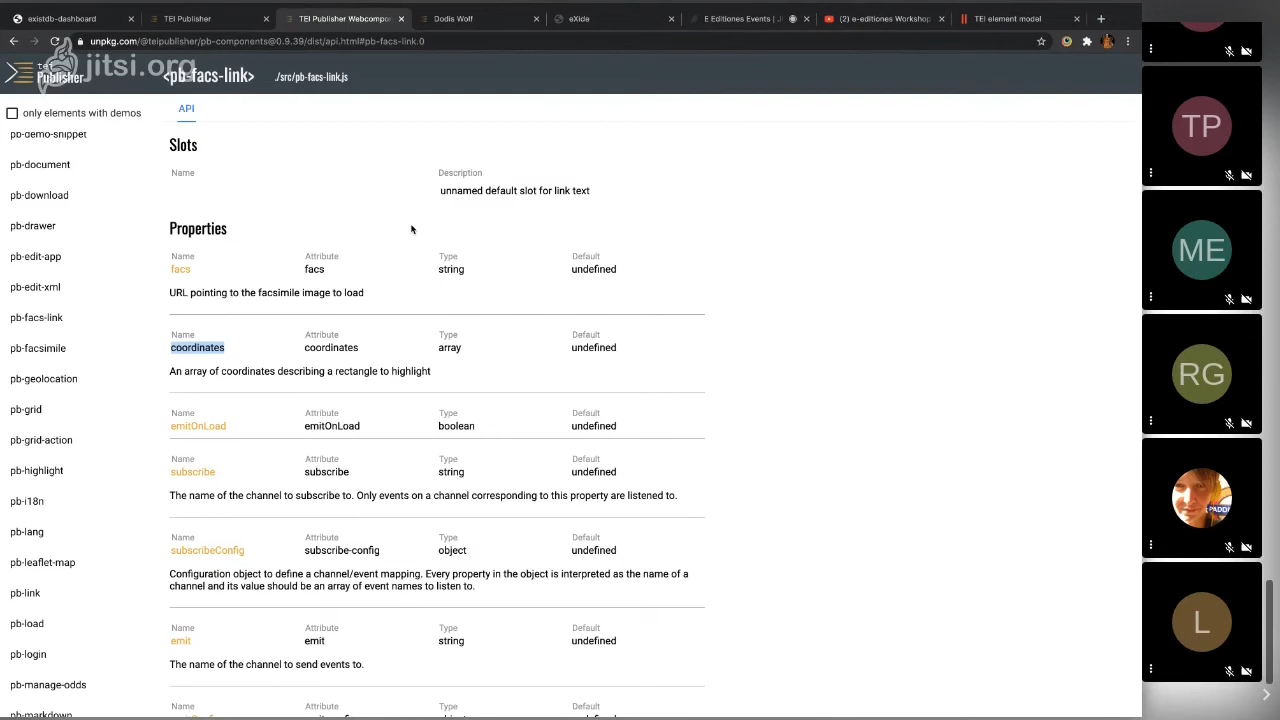 existdb-dashboard
TEI Publisher Webcompon
Dodis Wolf
eXide
E Editiones Events | Ji
(2) e-editiones Workshop
TEI element model
unpkg.com/@teipublisher/pb-components@0.9.39/dist/api.html#pb-facs-link.0
tei
Publisher
jitsi.org
<pb-facs-link>
./src/pb-facs-link.js
only elements with demos
API
pb-demo-snippet
pb-document
pb-download
pb-drawer
pb-edit-app
pb-edit-xml
pb-facs-link
pb-facsimile
pb-geolocation
pb-grid
pb-grid-action
pb-highlight
pb-i18n
pb-lang
pb-leaflet-map
pb-link
pb-load
pb-login
pb-manage-odds
pb-markdown
Slots
Name Description
unnamed default slot for link text
Properties
Name Attribute Type Default
facs facs string undefined
URL pointing to the facsimile image to load
Name Attribute Type Default
coordinates coordinates array undefined
An array of coordinates describing a rectangle to highlight
Name Attribute Type Default
emitOnLoad emitOnLoad boolean undefined
Name Attribute Type Default
subscribe subscribe string undefined
The name of the channel to subscribe to. Only events on a channel corresponding to this property are listened to.
Name Attribute Type Default
subscribeConfig subscribe-config object undefined
Configuration object to define a channel/event mapping. Every property in the object is interpreted as the name of a
channel and its value should be an array of event names to listen to.
Name Attribute Type Default
emit emit string undefined
The name of the channel to send events to.
Name Attribute Type Default
TP
ME
RG
PADDI
L